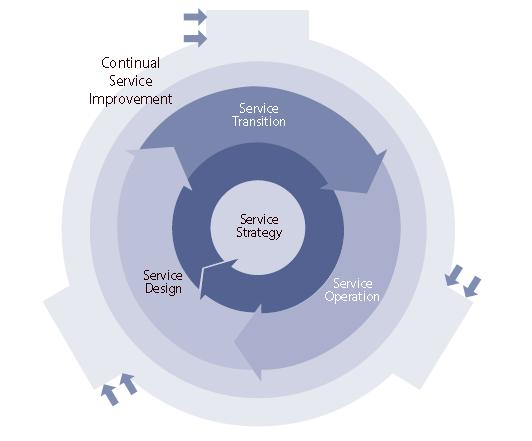 Continual
Service
Improvement
Service
Transition
Service
Strategy
Service
Design
Service
Operation